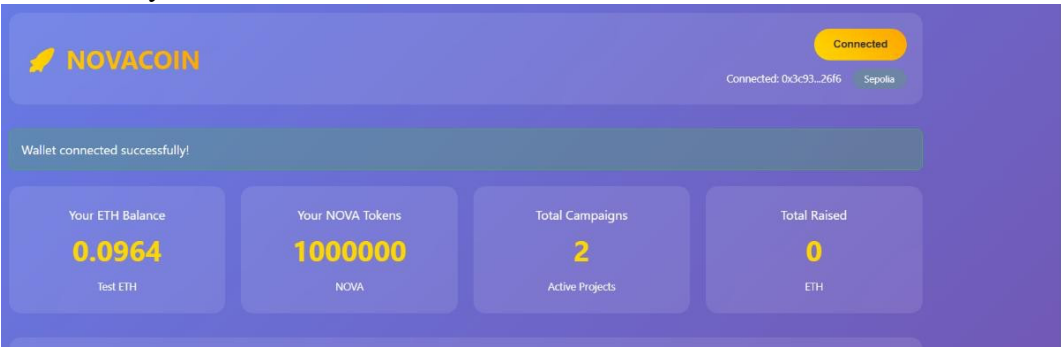 NOVACOIN
Connected
Connected: 0x3c93...26f6 Sepolia
Wallet connected successfully!
Your ETH Balance Your NOVA Tokens Total Campaigns Total Raised
0.0964 1000000 2 0
Test ETH NOVA Active Projects ETH